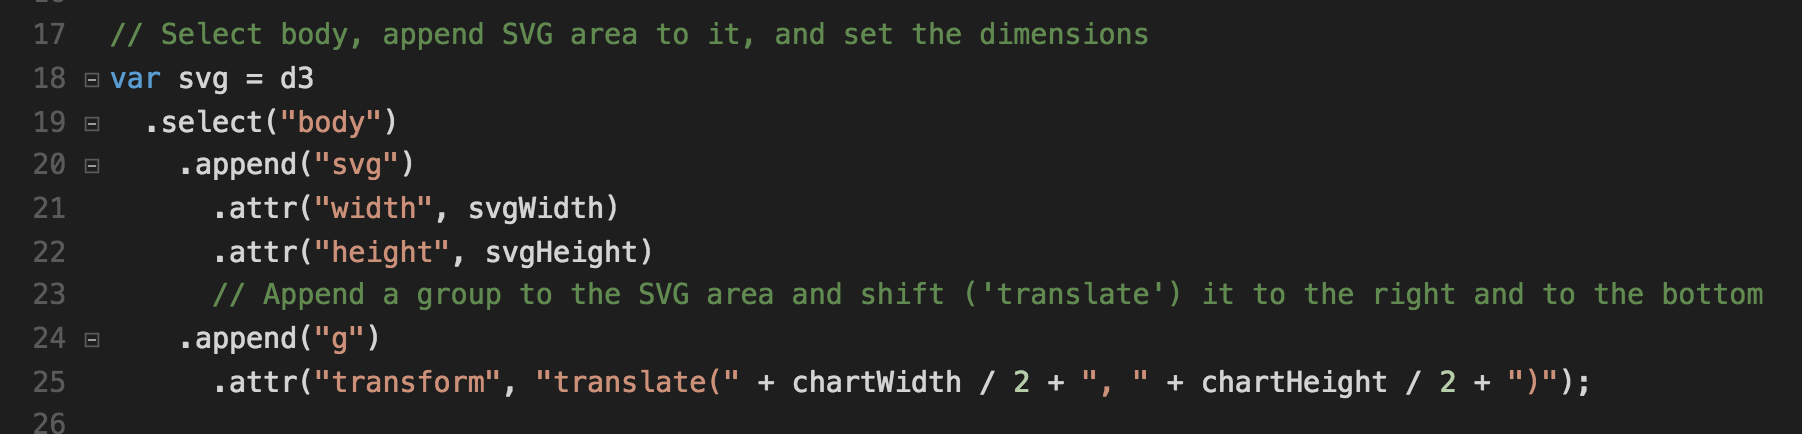 17 // Select body, append SVG area to it, and set the dimensions
18 var svg = d3
19 .select("body")
20 .append("svg")
21 .attr("width", svgWidth)
22 .attr("height", svgHeight)
23 // Append a group to the SVG area and shift ('translate') it to the right and to the bottom
24 .append("g")
25 .attr("transform", "translate(" + chartWidth / 2 + ", " + chartHeight / 2 + ")");
26